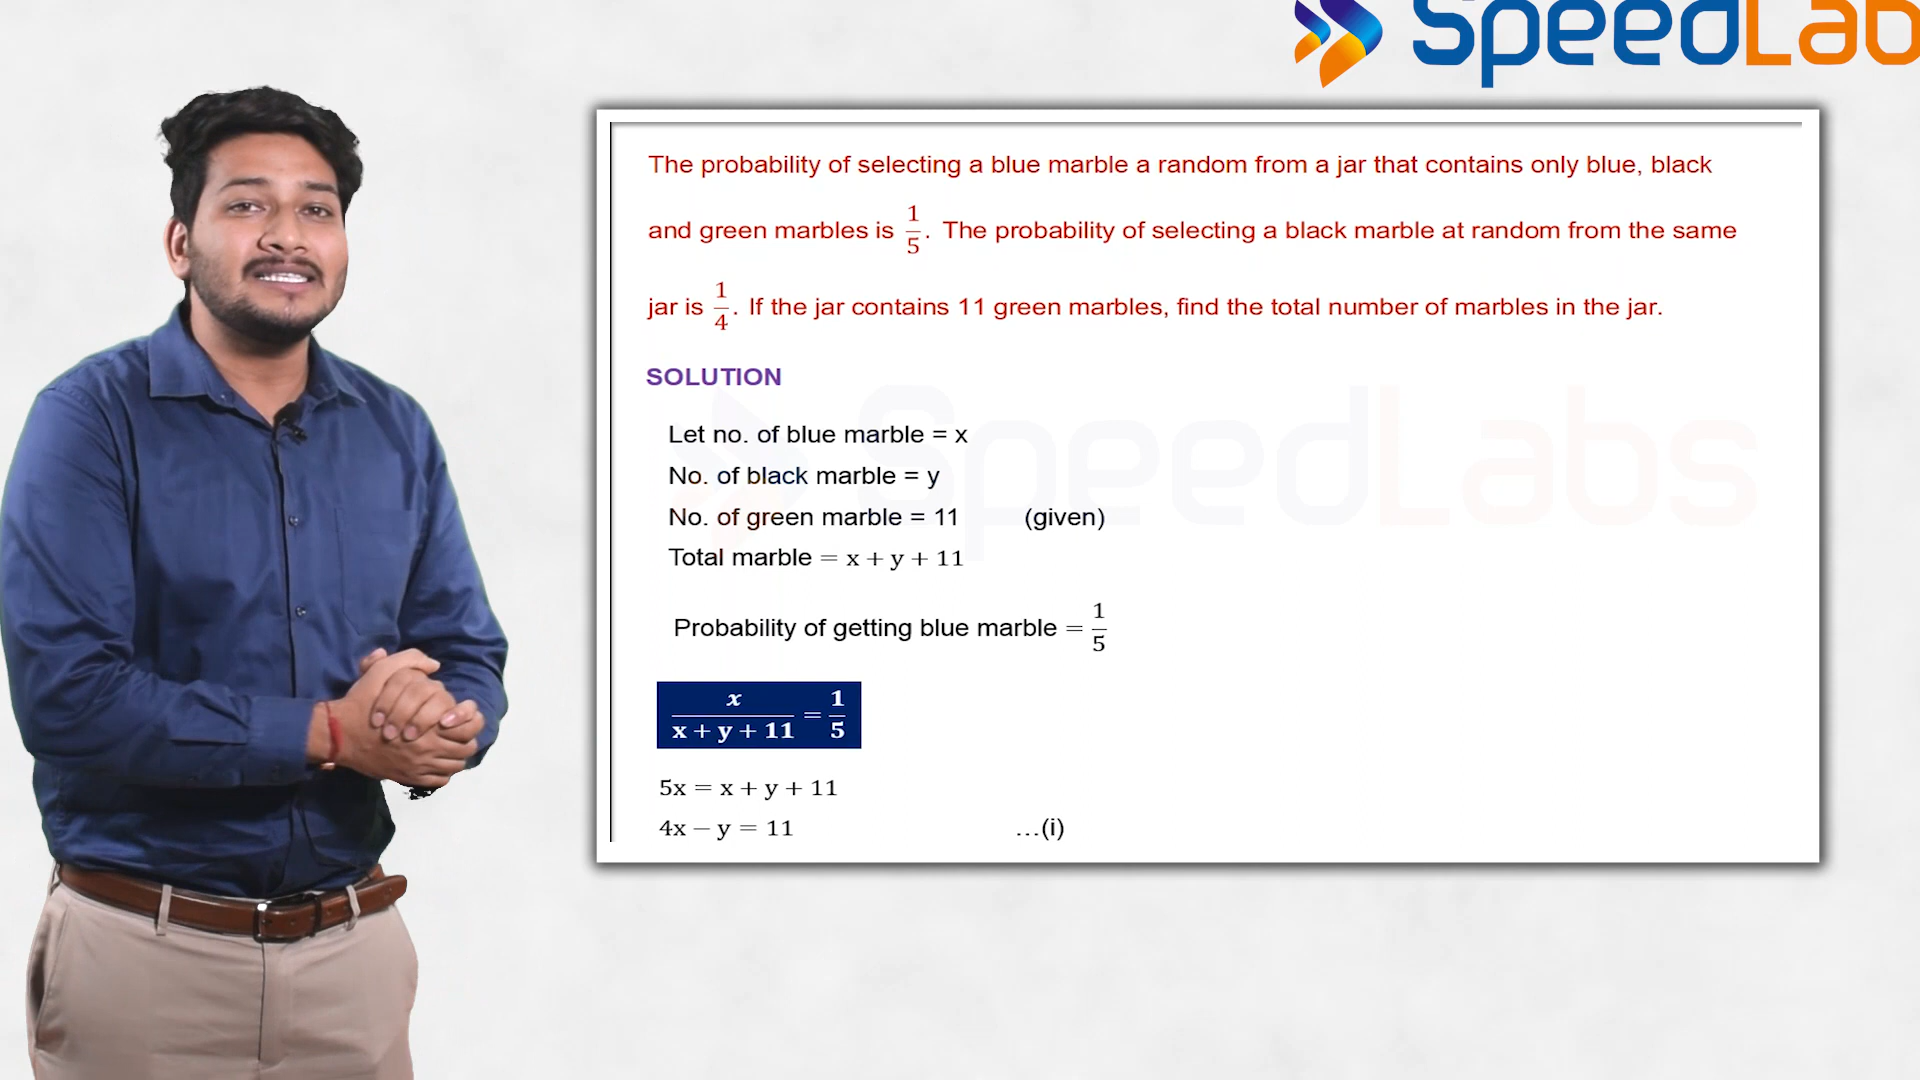 SpeedLab
The probability of selecting a blue marble a random from a jar that contains only blue, black
and green marbles is 1/5. The probability of selecting a black marble at random from the same
jar is 1/4. If the jar contains 11 green marbles, find the total number of marbles in the jar.
SOLUTION
Let no. of blue marble = x
No. of black marble = y
No. of green marble = 11 (given)
Total marble = x + y + 11
Probability of getting blue marble = 1/5
x/(x + y + 11) = 1/5
5x = x + y + 11
4x − y = 11 ...(i)
SpeedLabs